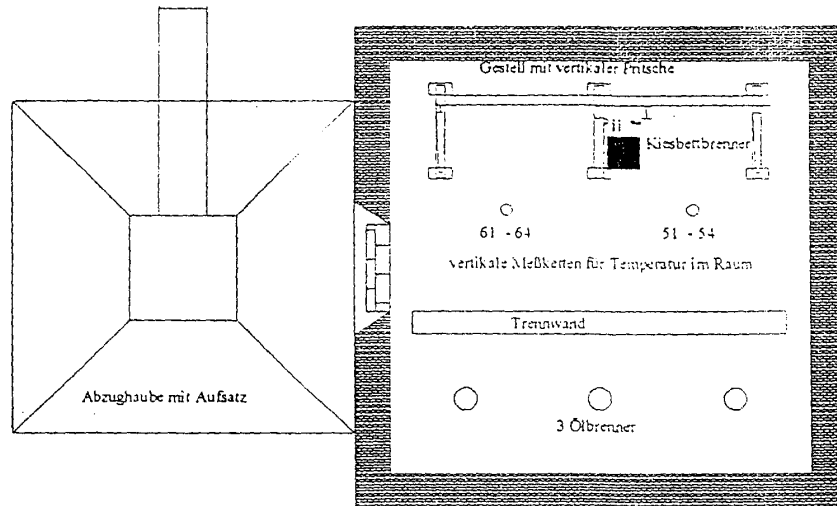 Gestell mit vertikaler Pritsche
Kiesbettbrenner
61 - 64
51 - 54
vertikale Meßketten für Temperatur im Raum
Trennwand
Abzughaube mit Aufsatz
3 Ölbrenner